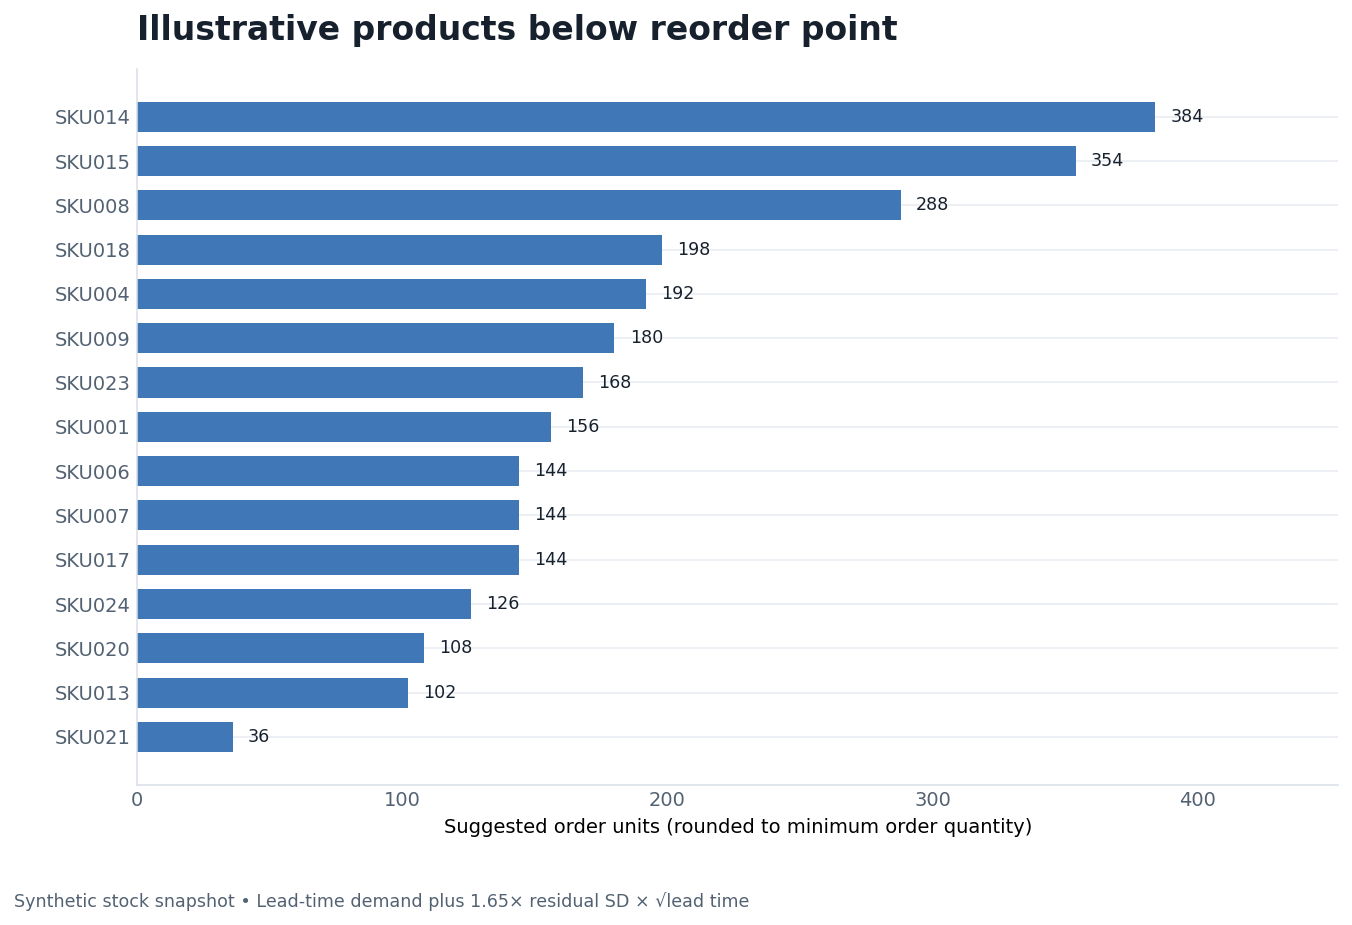 Illustrative products below reorder point
SKU014 384
SKU015 354
SKU008 288
SKU018 198
SKU004 192
SKU009 180
SKU023 168
SKU001 156
SKU006 144
SKU007 144
SKU017 144
SKU024 126
SKU020 108
SKU013 102
SKU021 36
0 100 200 300 400
Suggested order units (rounded to minimum order quantity)
Synthetic stock snapshot • Lead-time demand plus 1.65× residual SD × √lead time